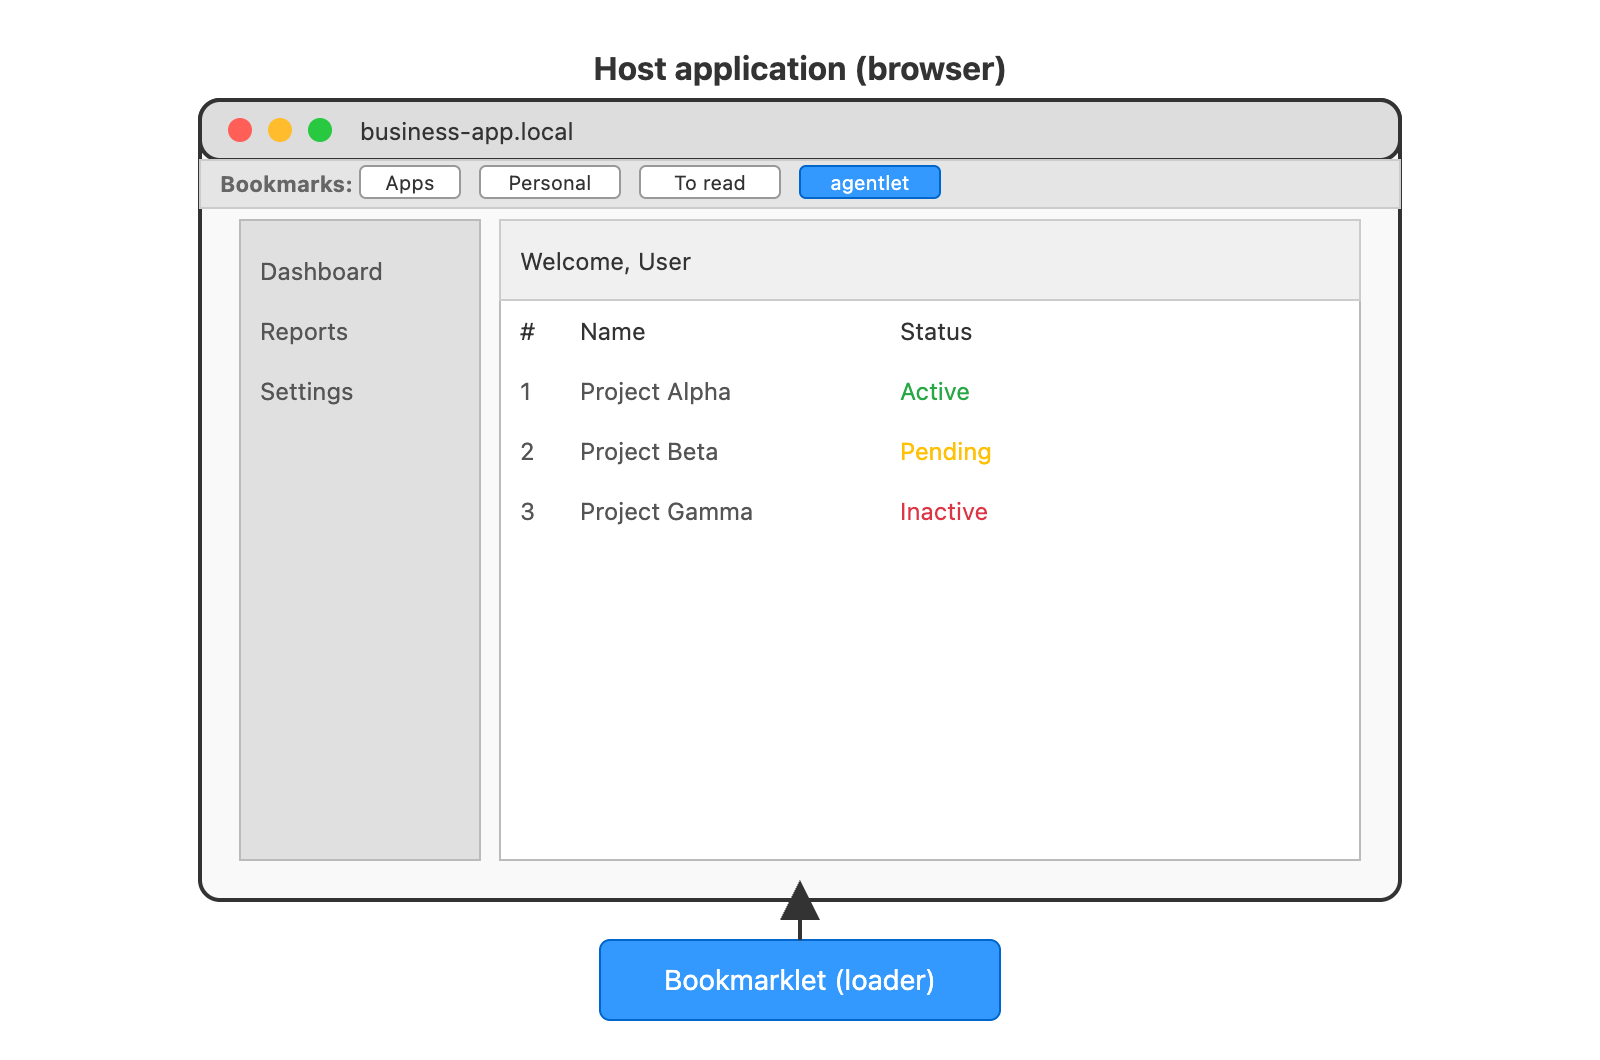 Host application (browser)
business-app.local
Bookmarks: Apps Personal To read agentlet
Dashboard
Reports
Settings
Welcome, User
# Name Status
1 Project Alpha Active
2 Project Beta Pending
3 Project Gamma Inactive
Bookmarklet (loader)